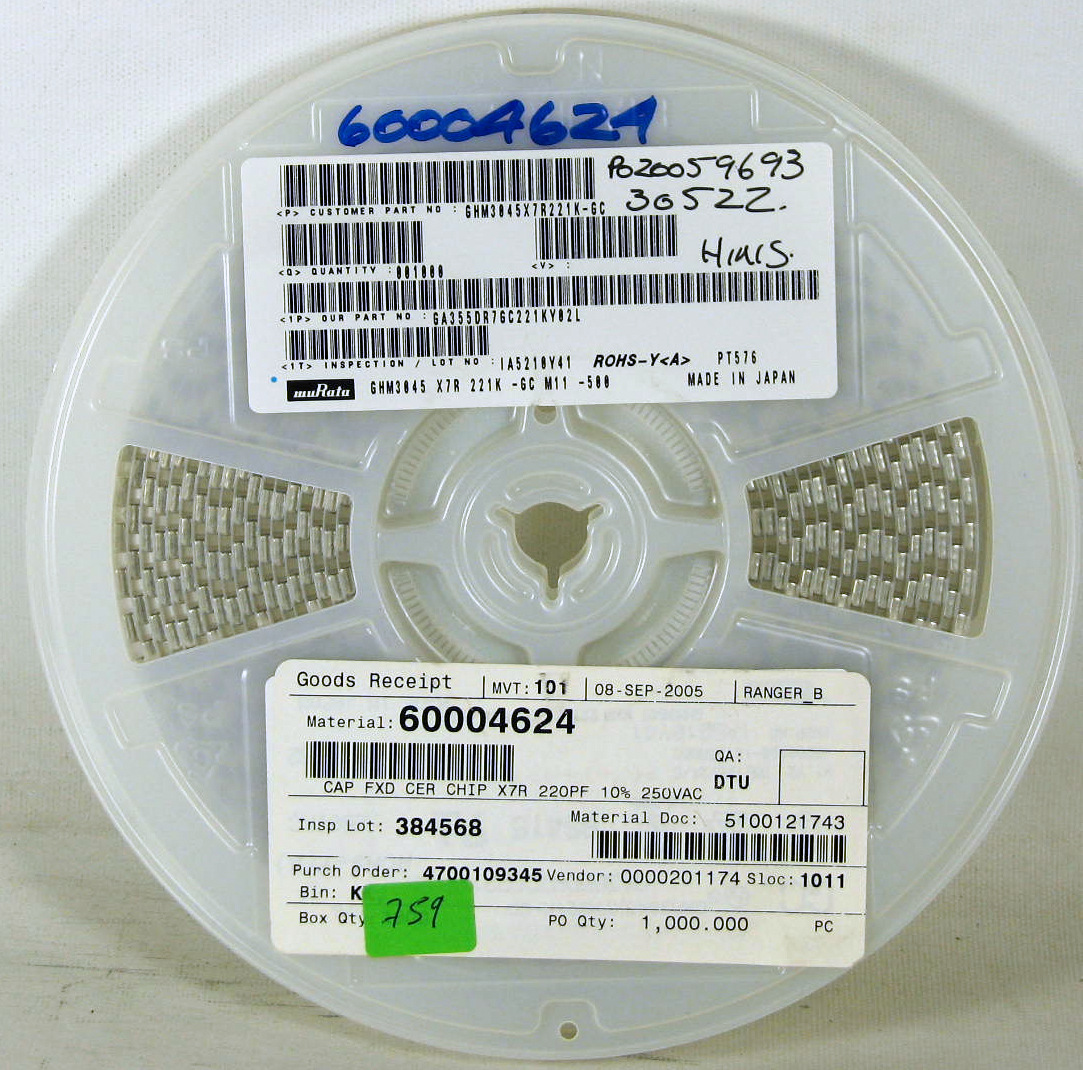 60004624
PO20059693
30522.
<P> CUSTOMER PART NO : GHM3045X7R221K-GC
<Q> QUANTITY : 001000
<V> :
<1P> OUR PART NO : GA355DR7GC221KY02L
<1T> INSPECTION / LOT NO : IA5210Y41 ROHS-Y<A> PT576
muRata GHM3045 X7R 221K -GC M11 -500 MADE IN JAPAN
Goods Receipt MVT: 101 08-SEP-2005 RANGER_B
Material: 60004624
QA:
DTU
CAP FXD CER CHIP X7R 220PF 10% 250VAC
Insp Lot: 384568 Material Doc: 5100121743
Purch Order: 4700109345 Vendor: 0000201174 Sloc: 1011
Bin: K
759
Box Qty PO Qty: 1,000.000 PC